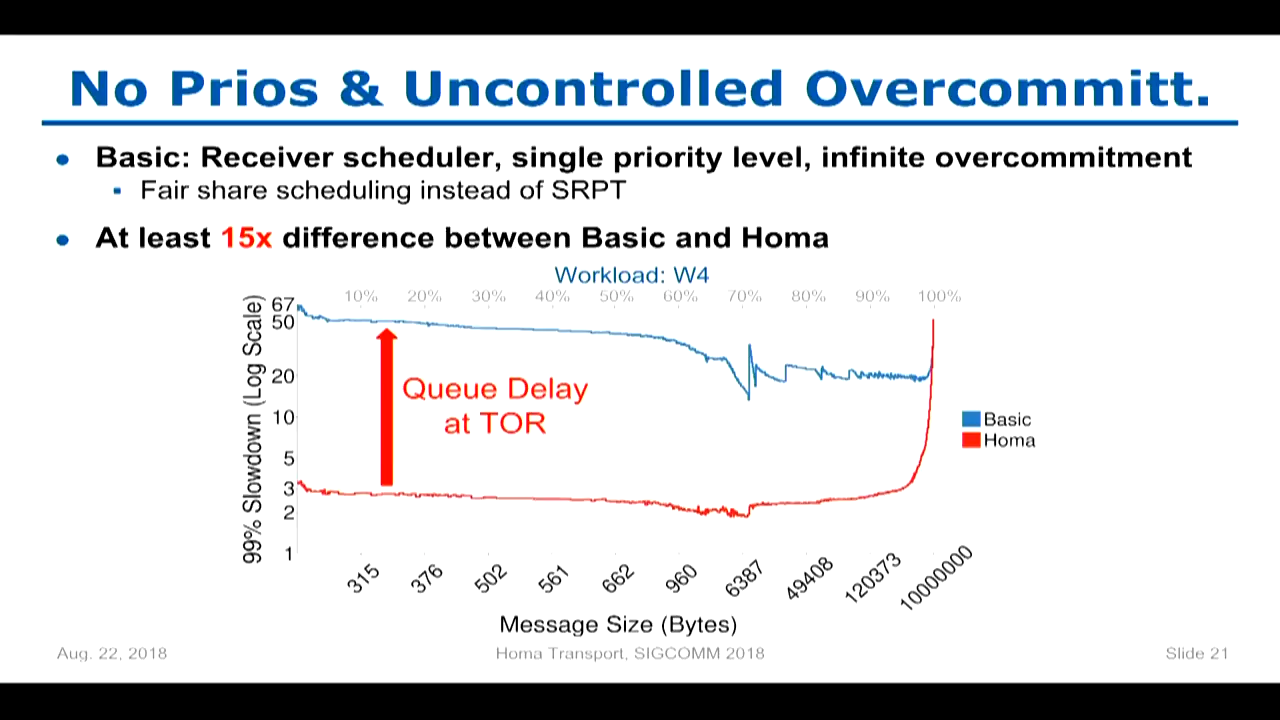 No Prios & Uncontrolled Overcommitt.
Basic: Receiver scheduler, single priority level, infinite overcommitment
Fair share scheduling instead of SRPT
At least 15x difference between Basic and Homa
Workload: W4
10% 20% 30% 40% 50% 60% 70% 80% 90% 100%
99% Slowdown (Log Scale)
67
50
20
10
5
3
2
1
Queue Delay
at TOR
Basic
Homa
315 376 502 561 662 960 6387 49408 120373 10000000
Message Size (Bytes)
Aug. 22, 2018 Homa Transport, SIGCOMM 2018 Slide 21